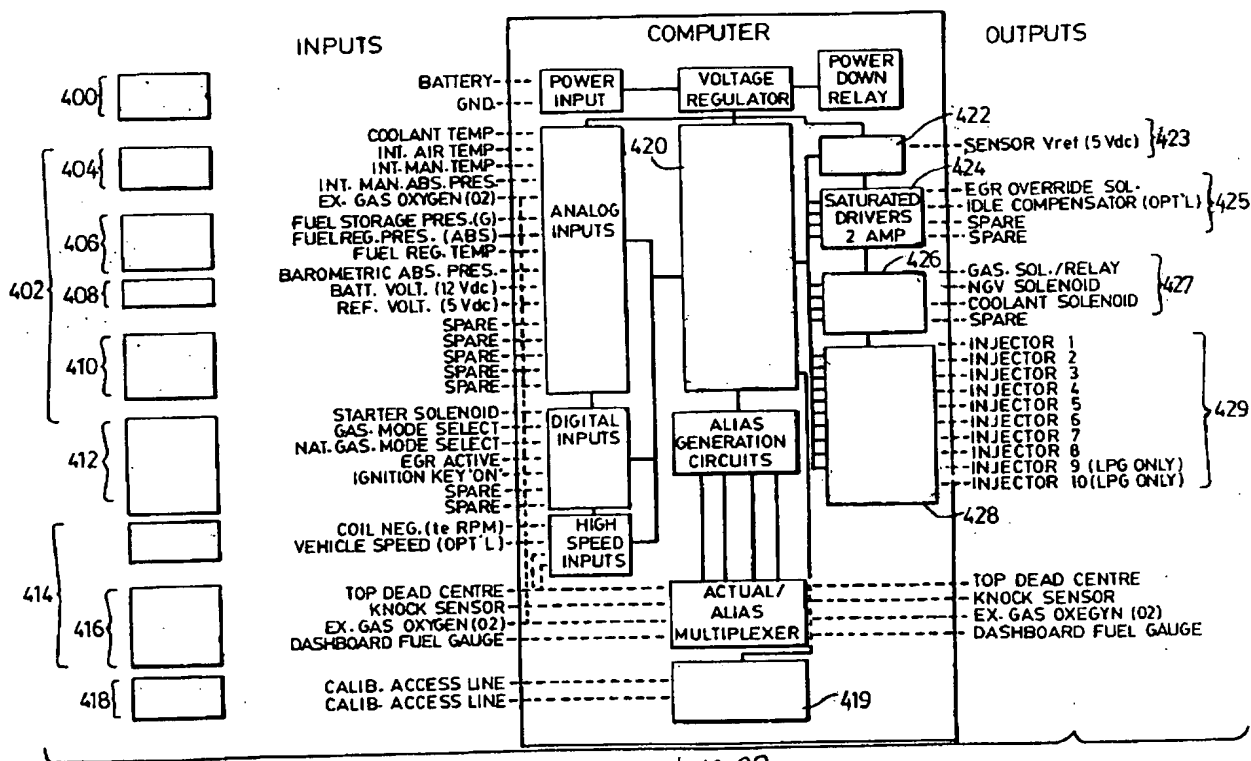 INPUTS
COMPUTER
OUTPUTS
400
402
404
406
408
410
412
414
416
418
BATTERY
GND.
COOLANT TEMP
INT. AIR TEMP
INT. MAN. TEMP
INT. MAN. ABS. PRES.
EX. GAS OXYGEN (O2)
FUEL STORAGE PRES. (G)
FUEL REG. PRES. (ABS)
FUEL REG. TEMP
BAROMETRIC ABS. PRES.
BATT. VOLT. (12 Vdc)
REF. VOLT. (5 Vdc)
SPARE
SPARE
SPARE
SPARE
SPARE
STARTER SOLENOID
GAS. MODE SELECT
NAT. GAS. MODE SELECT
EGR ACTIVE
IGNITION KEY 'ON'
SPARE
SPARE
COIL NEG. (te RPM)
VEHICLE SPEED (OPT'L)
TOP DEAD CENTRE
KNOCK SENSOR
EX. GAS OXYGEN (O2)
DASHBOARD FUEL GAUGE
CALIB. ACCESS LINE
CALIB. ACCESS LINE
POWER
INPUT
VOLTAGE
REGULATOR
POWER
DOWN
RELAY
ANALOG
INPUTS
420
422
424
SATURATED
DRIVERS
2 AMP
426
DIGITAL
INPUTS
ALIAS
GENERATION
CIRCUITS
428
HIGH
SPEED
INPUTS
ACTUAL/
ALIAS
MULTIPLEXER
419
SENSOR Vref (5 Vdc)
423
EGR OVERRIDE SOL.
IDLE COMPENSATOR (OPT'L)
SPARE
SPARE
425
GAS. SOL./RELAY
NGV SOLENOID
COOLANT SOLENOID
SPARE
427
INJECTOR 1
INJECTOR 2
INJECTOR 3
INJECTOR 4
INJECTOR 5
INJECTOR 6
INJECTOR 7
INJECTOR 8
INJECTOR 9 (LPG ONLY)
INJECTOR 10 (LPG ONLY)
429
TOP DEAD CENTRE
KNOCK SENSOR
EX. GAS OXEGYN (O2)
DASHBOARD FUEL GAUGE